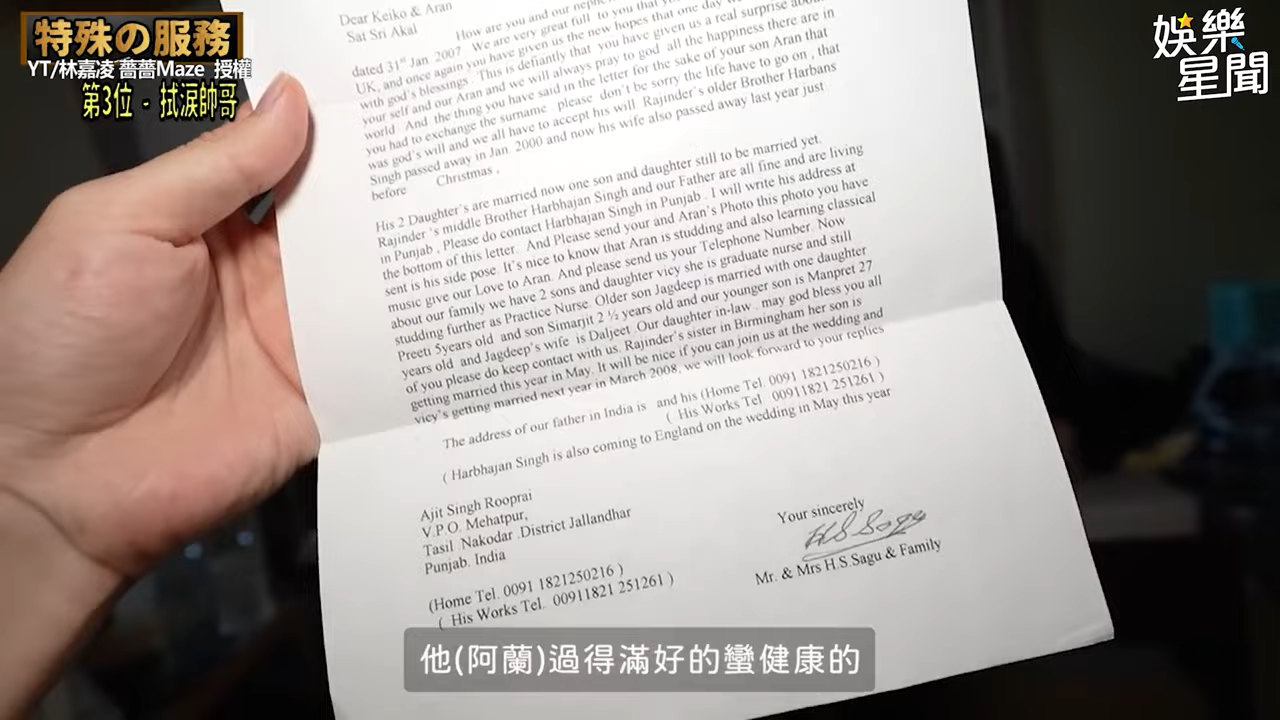 特殊の服務
YT/林嘉凌 薔薔Maze 授權
第3位 - 拭淚帥哥
娛樂
星聞
Dear Keiko & Aran
Sat Sri Akal
How are you and our
dated 31st Jan. 2007 We are very great full to you that
UK, and once again you have given us the new hopes that one day
with god's blessings. This is defiantly that you have given us a real surprise
your self and our Aran and we will always pray to god all the happiness there are in
world. And the thing you have said in the letter for the sake of your son Aran that
you had to exchange the surname, please don't be sorry the life have to go on, that
was god's will and we all have to accept his will. Rajinder's older Brother Harbans
Singh passed away in Jan. 2000 and now his wife also passed away last year just
before Christmas,
His 2 Daughter's are married now one son and daughter still to be married yet.
Rajinder's middle Brother Harbhajan Singh and our Father are all fine and are living
in Punjab, Please do contact Harbhajan Singh in Punjab. I will write his address at
the bottom of this letter. And Please send your and Aran's Photo this photo you have
sent is his side pose. It's nice to know that Aran is studding and also learning classical
music give our Love to Aran. And please send us your Telephone Number. Now
about our family we have 2 sons and daughter vicy she is graduate nurse and still
studding further as Practice Nurse. Older son Jagdeep is married with one daughter
Preeti 5years old and son Simarjit 2 ½ years old and our younger son is Manpret 27
years old and Jagdeep's wife is Daljeet. Our daughter in-law. may god bless you all
of you please do keep contact with us. Rajinder's sister in Birmingham her son is
getting married this year in May. It will be nice if you can join us at the wedding and
vicy's getting married next year in March 2008, we will look forward to your replies
The address of our father in India is and his (Home Tel. 0091 1821250216 )
( His Works Tel. 00911821 251261 )
( Harbhajan Singh is also coming to England on the wedding in May this year
Ajit Singh Rooprai
V.P.O. Mehatpur,
Tasil Nakodar .District Jallandhar
Punjab. India
(Home Tel. 0091 1821250216 )
( His Works Tel. 00911821 251261 )
Your sincerely
H S Sagu
Mr. & Mrs H.S.Sagu & Family
他(阿蘭)過得滿好的蠻健康的